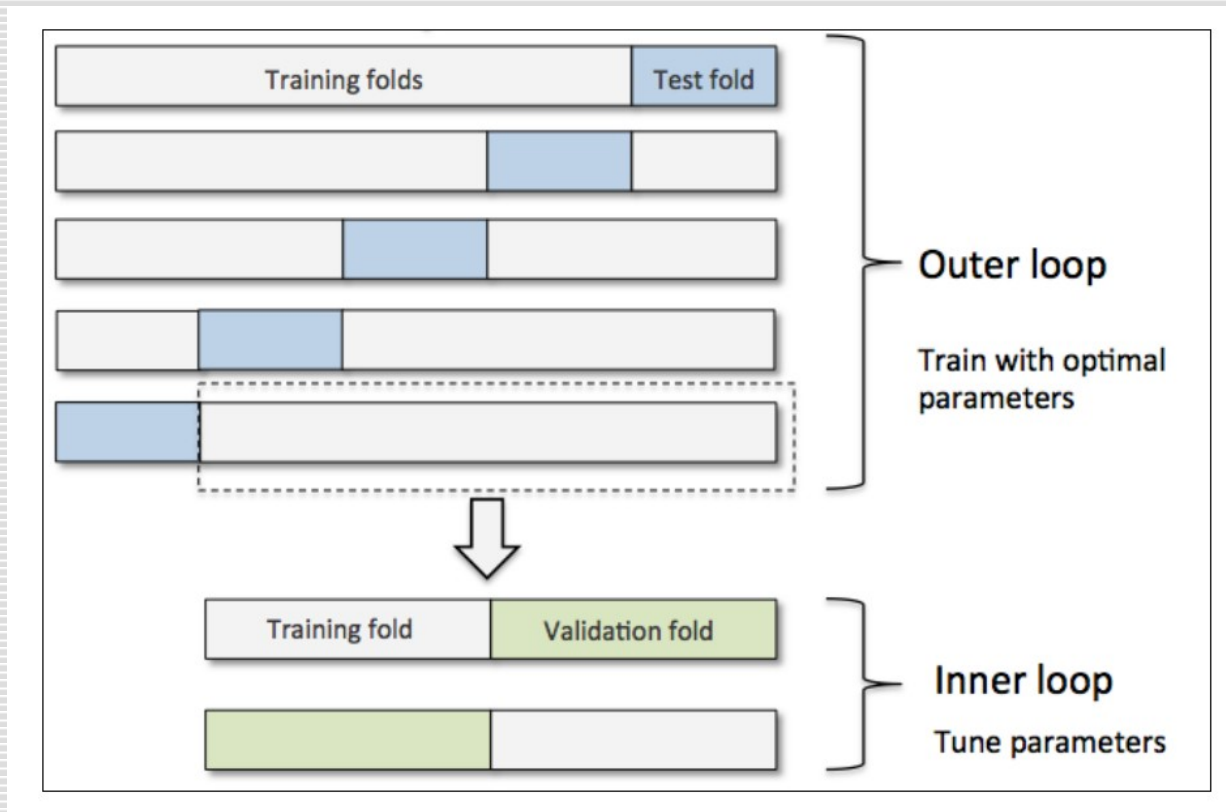 Training folds
Test fold
Outer loop
Train with optimal
parameters
Training fold
Validation fold
Inner loop
Tune parameters